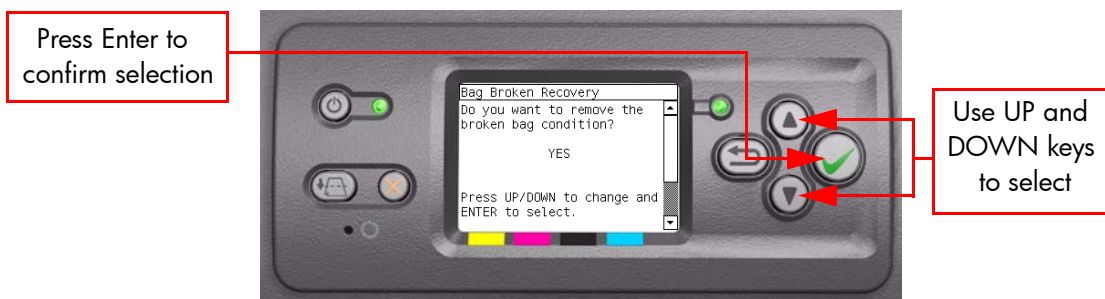 Press Enter to
confirm selection
Bag Broken Recovery
Do you want to remove the
broken bag condition?
YES
Press UP/DOWN to change and
ENTER to select.
Use UP and
DOWN keys
to select